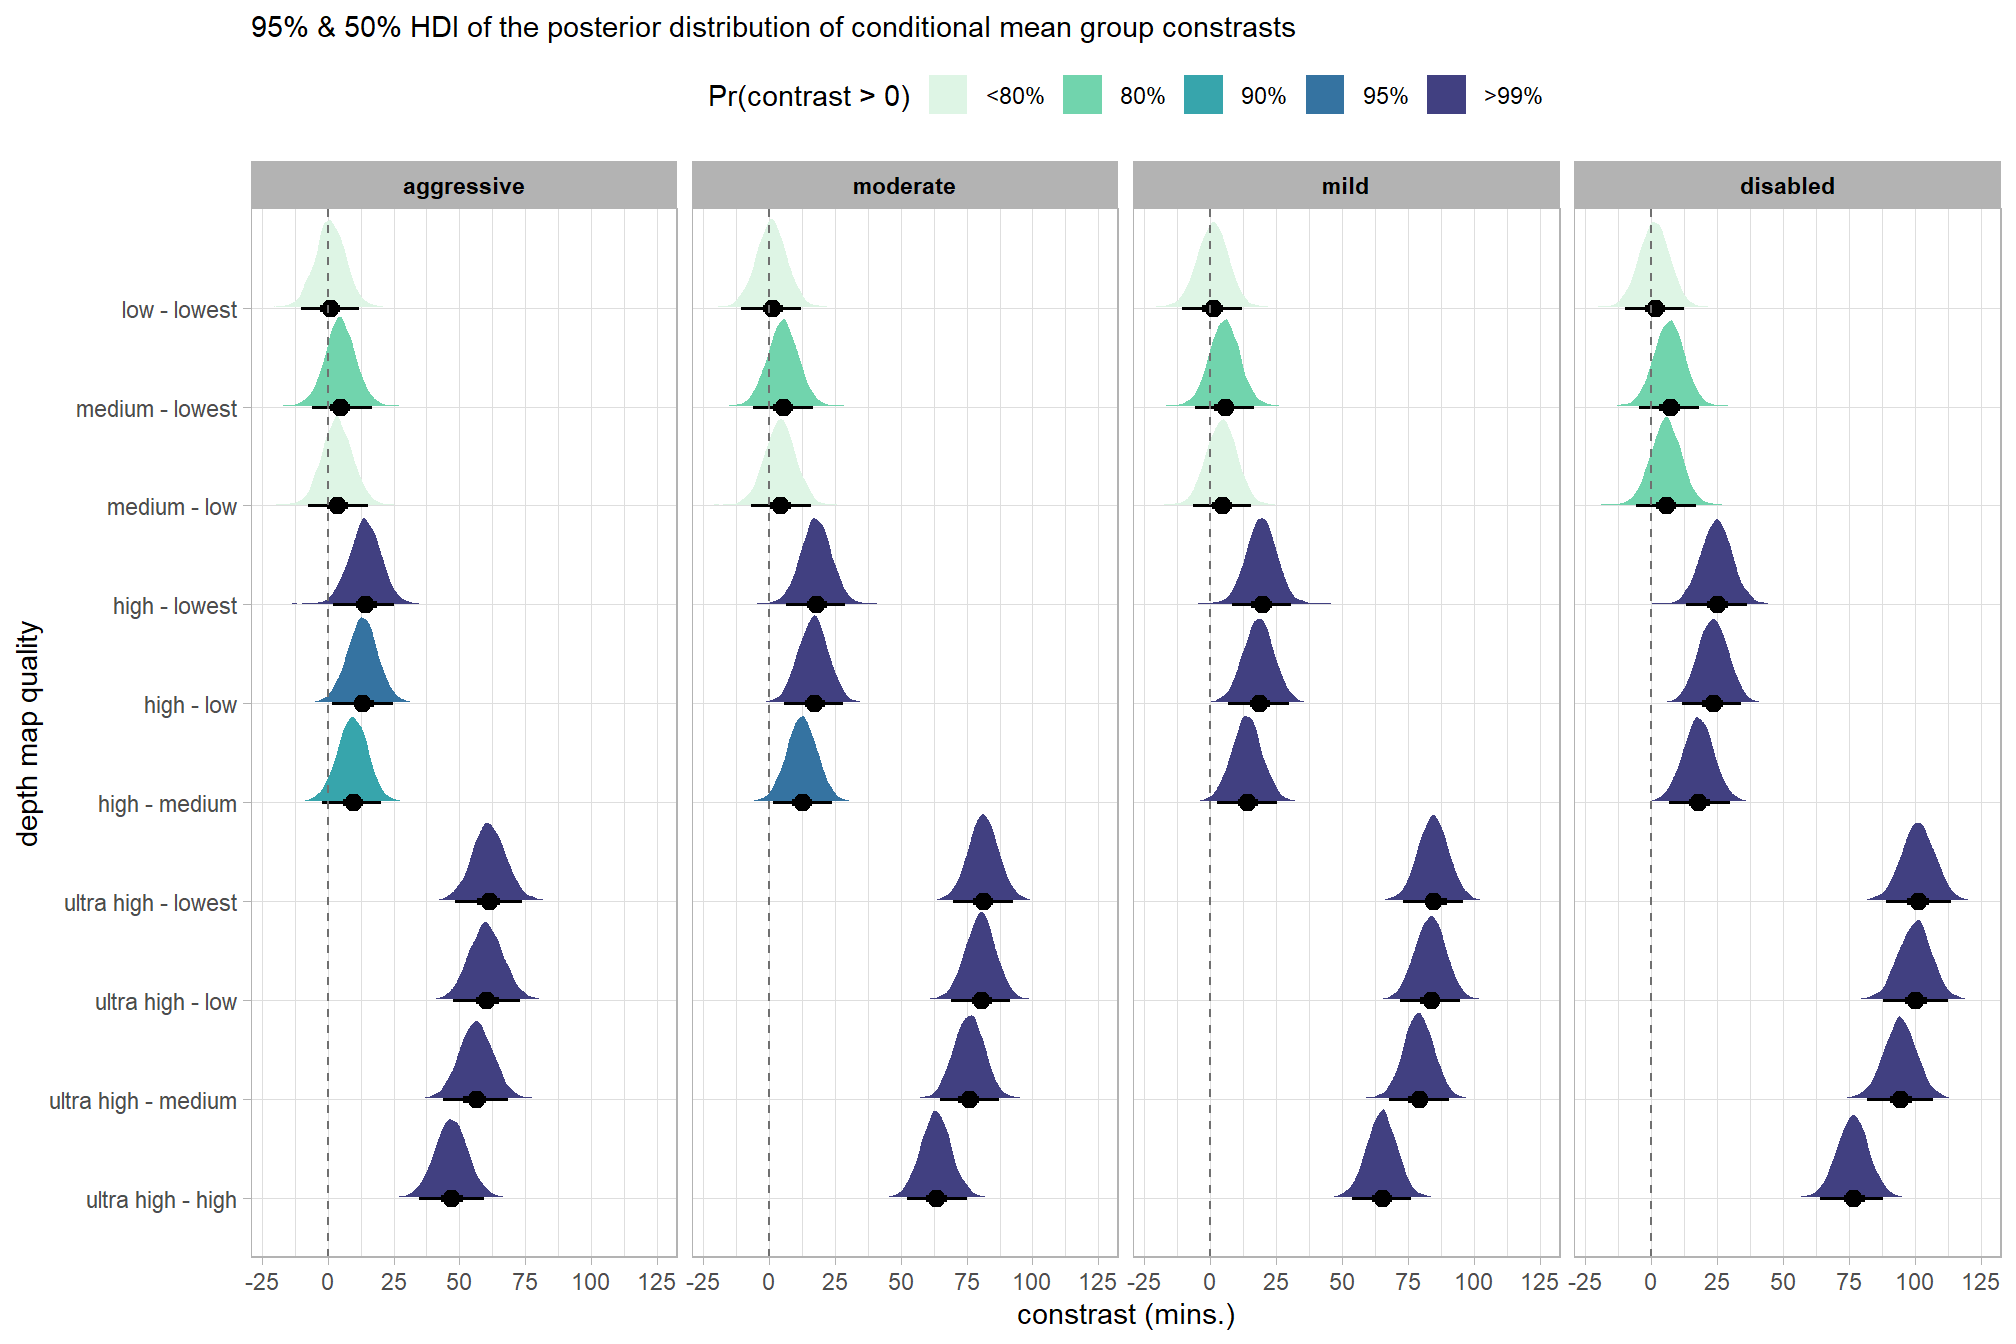 95% & 50% HDI of the posterior distribution of conditional mean group constrasts
Pr(contrast > 0) <80% 80% 90% 95% >99%
aggressive moderate mild disabled
depth map quality
low - lowest
medium - lowest
medium - low
high - lowest
high - low
high - medium
ultra high - lowest
ultra high - low
ultra high - medium
ultra high - high
-25 0 25 50 75 100 125 -25 0 25 50 75 100 125 -25 0 25 50 75 100 125 -25 0 25 50 75 100 125
constrast (mins.)